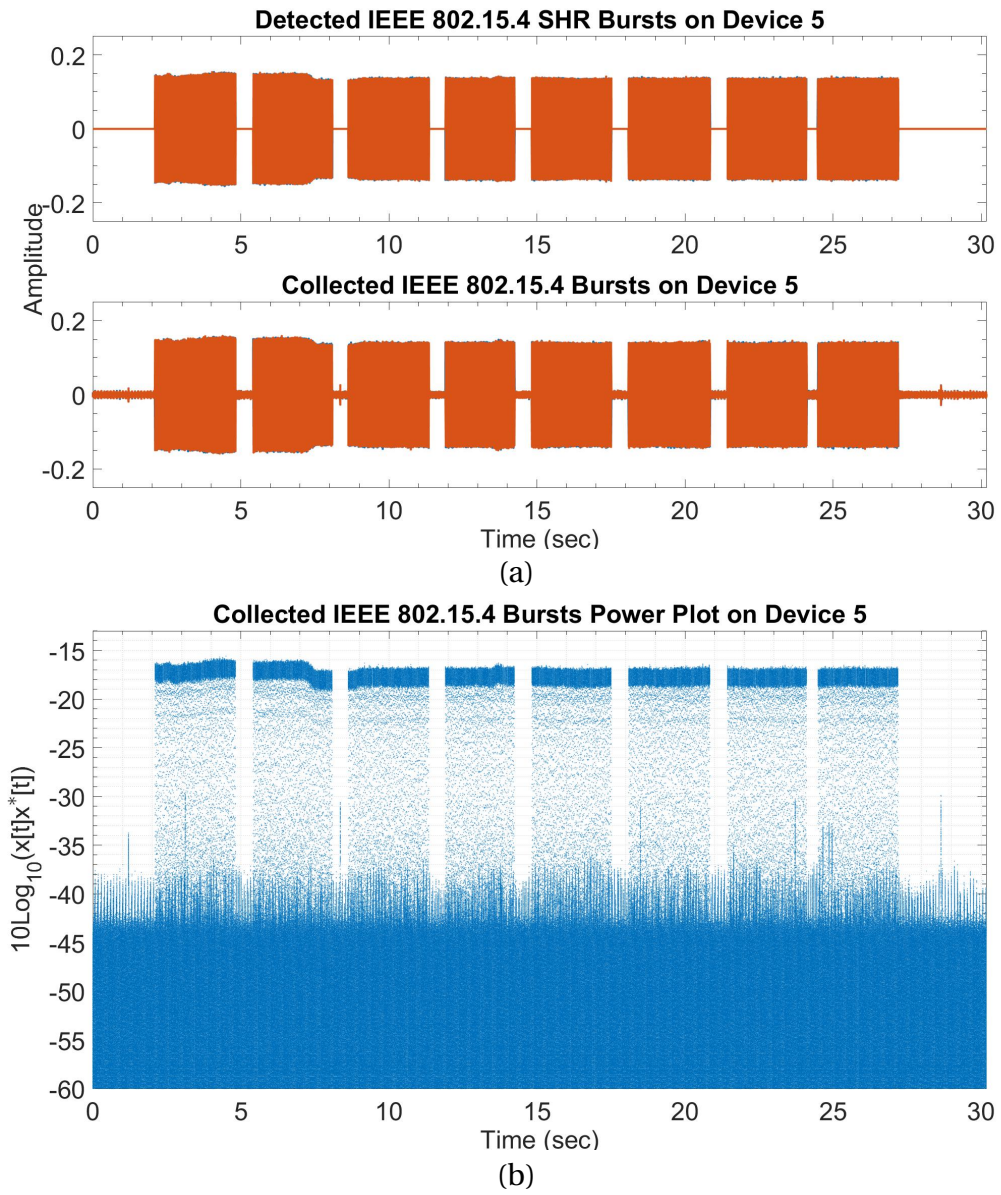 Detected IEEE 802.15.4 SHR Bursts on Device 5
0.2
0
-0.2
0 5 10 15 20 25 30
Amplitude
Collected IEEE 802.15.4 Bursts on Device 5
0.2
0
-0.2
0 5 10 15 20 25 30
Time (sec)
(a)
Collected IEEE 802.15.4 Bursts Power Plot on Device 5
-15
-20
-25
-30
-35
-40
-45
-50
-55
-60
10Log10(x[t]x*[t])
0 5 10 15 20 25 30
Time (sec)
(b)